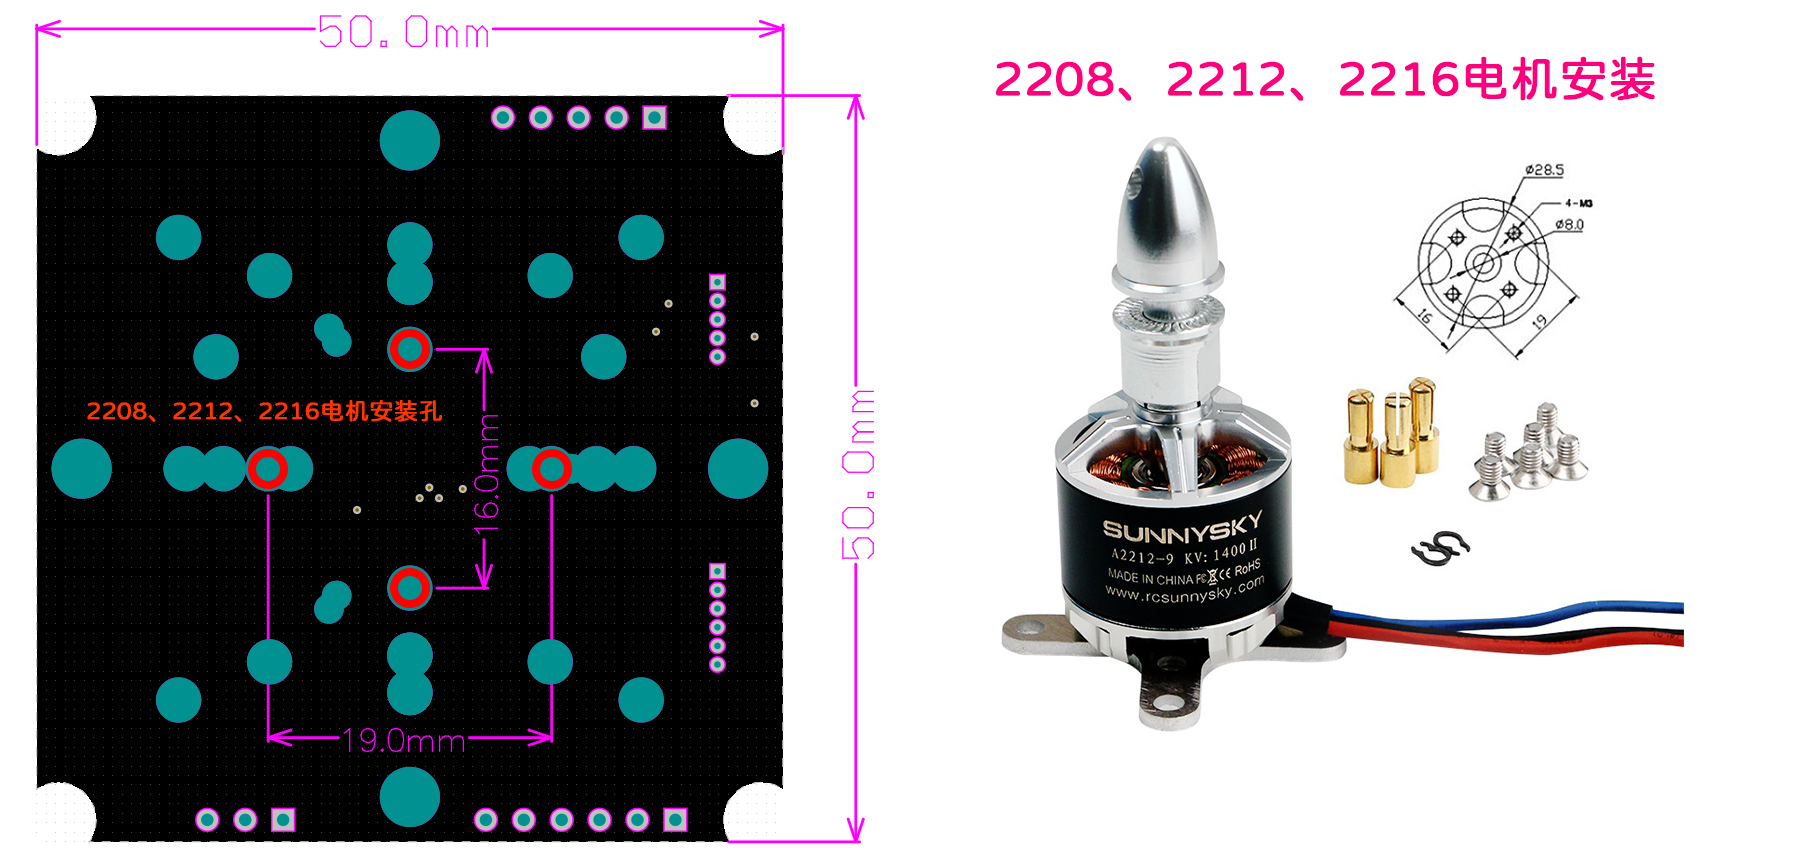 50.0mm
2208、2212、2216电机安装
2208、2212、2216电机安装孔
16.0mm
50.0mm
19.0mm
ø28.5
4-M3
ø8.0
16
19
SUNNYSKY
A2212-9 KV: 1400 II
MADE IN CHINA FC CE RoHS
www.rcsunnysky.com